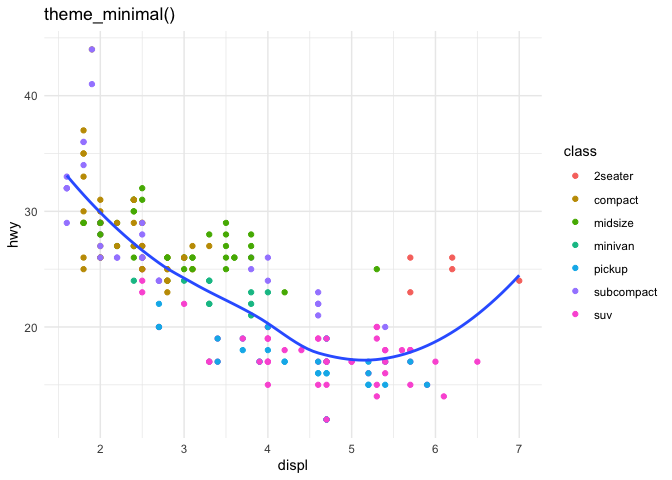 theme_minimal()
40
30
20
hwy
2 3 4 5 6 7
displ
class
2seater
compact
midsize
minivan
pickup
subcompact
suv